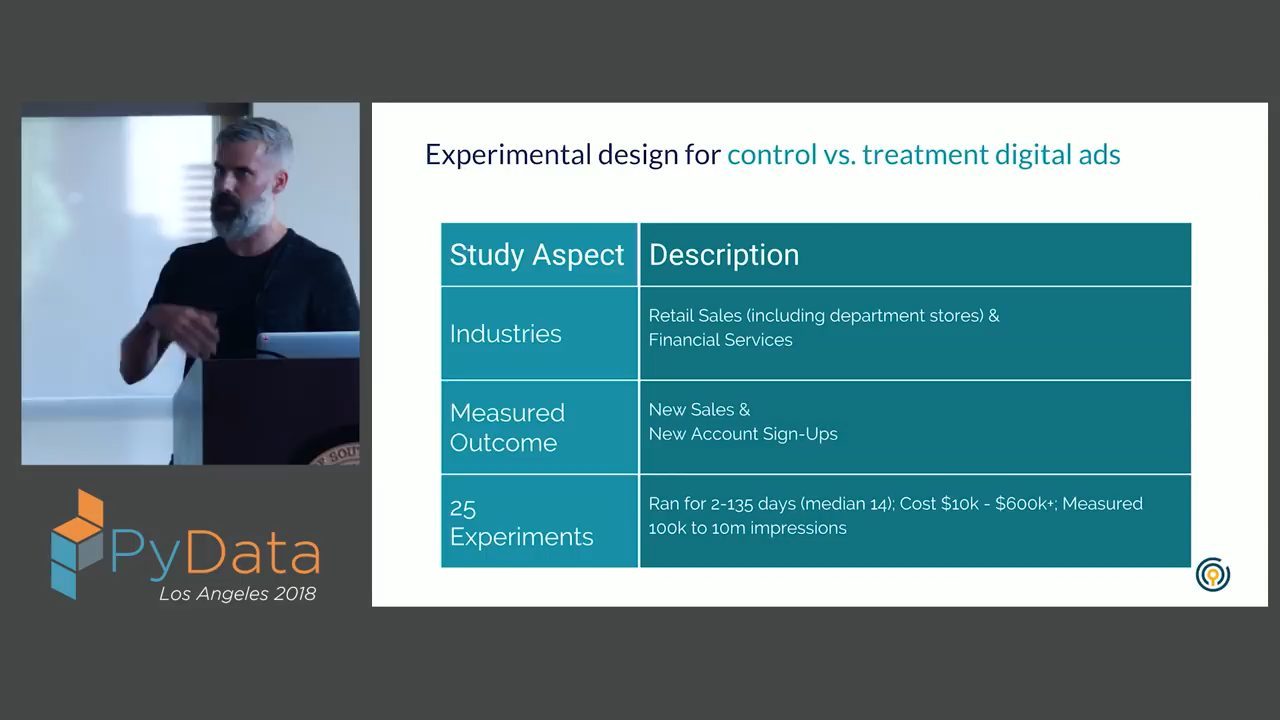 Experimental design for control vs. treatment digital ads
Study Aspect
Description
Industries
Retail Sales (including department stores) &
Financial Services
Measured
Outcome
New Sales &
New Account Sign-Ups
25
Experiments
Ran for 2-135 days (median 14); Cost $10k - $600k+; Measured
100k to 10m impressions
PyData
Los Angeles 2018